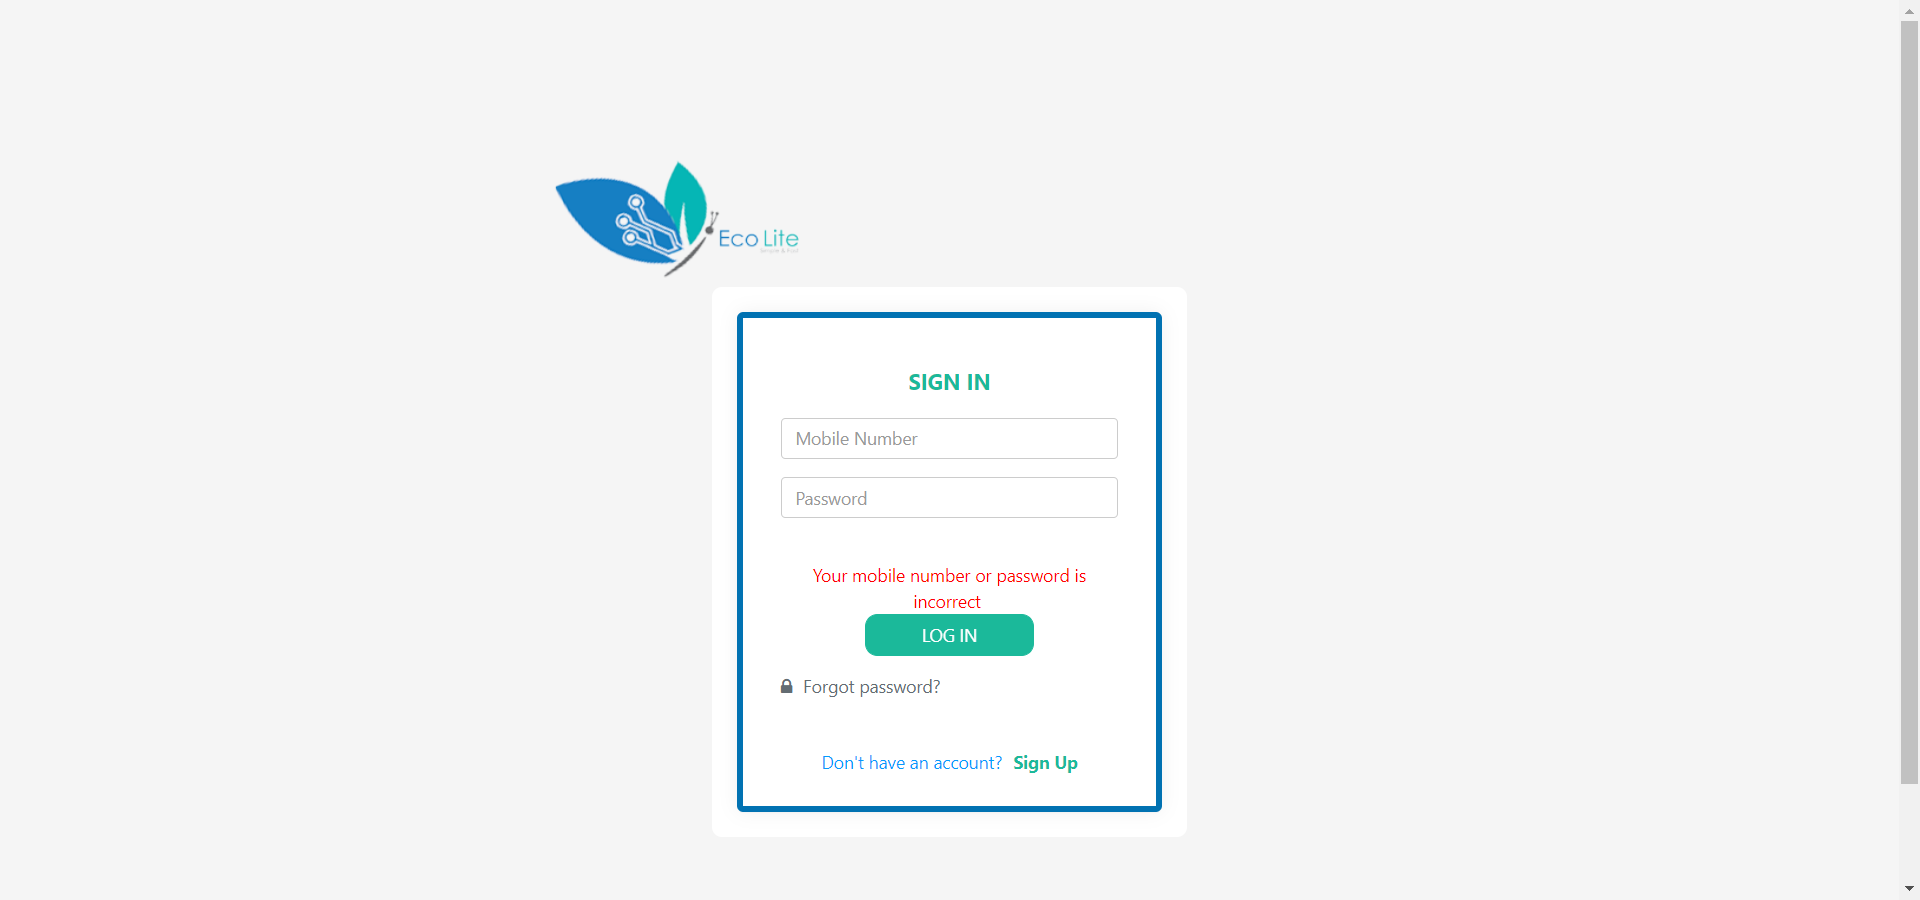 Eco Lite
SIGN IN
Mobile Number
Password
Your mobile number or password is
incorrect
LOG IN
Forgot password?
Don't have an account? Sign Up